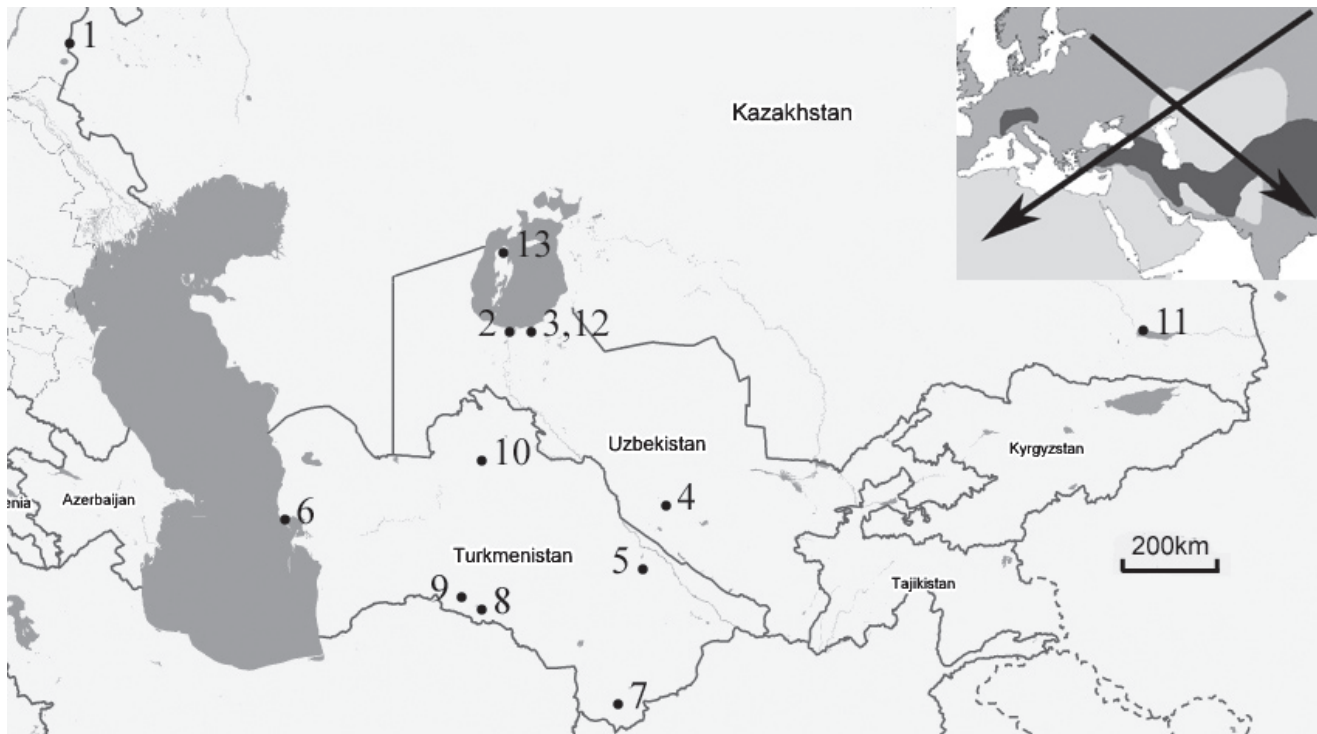 1
Kazakhstan
13
2
3,12
11
10
Uzbekistan
Kyrgyzstan
4
enia
Azerbaijan
6
Turkmenistan
5
200km
9
8
Tajikistan
7